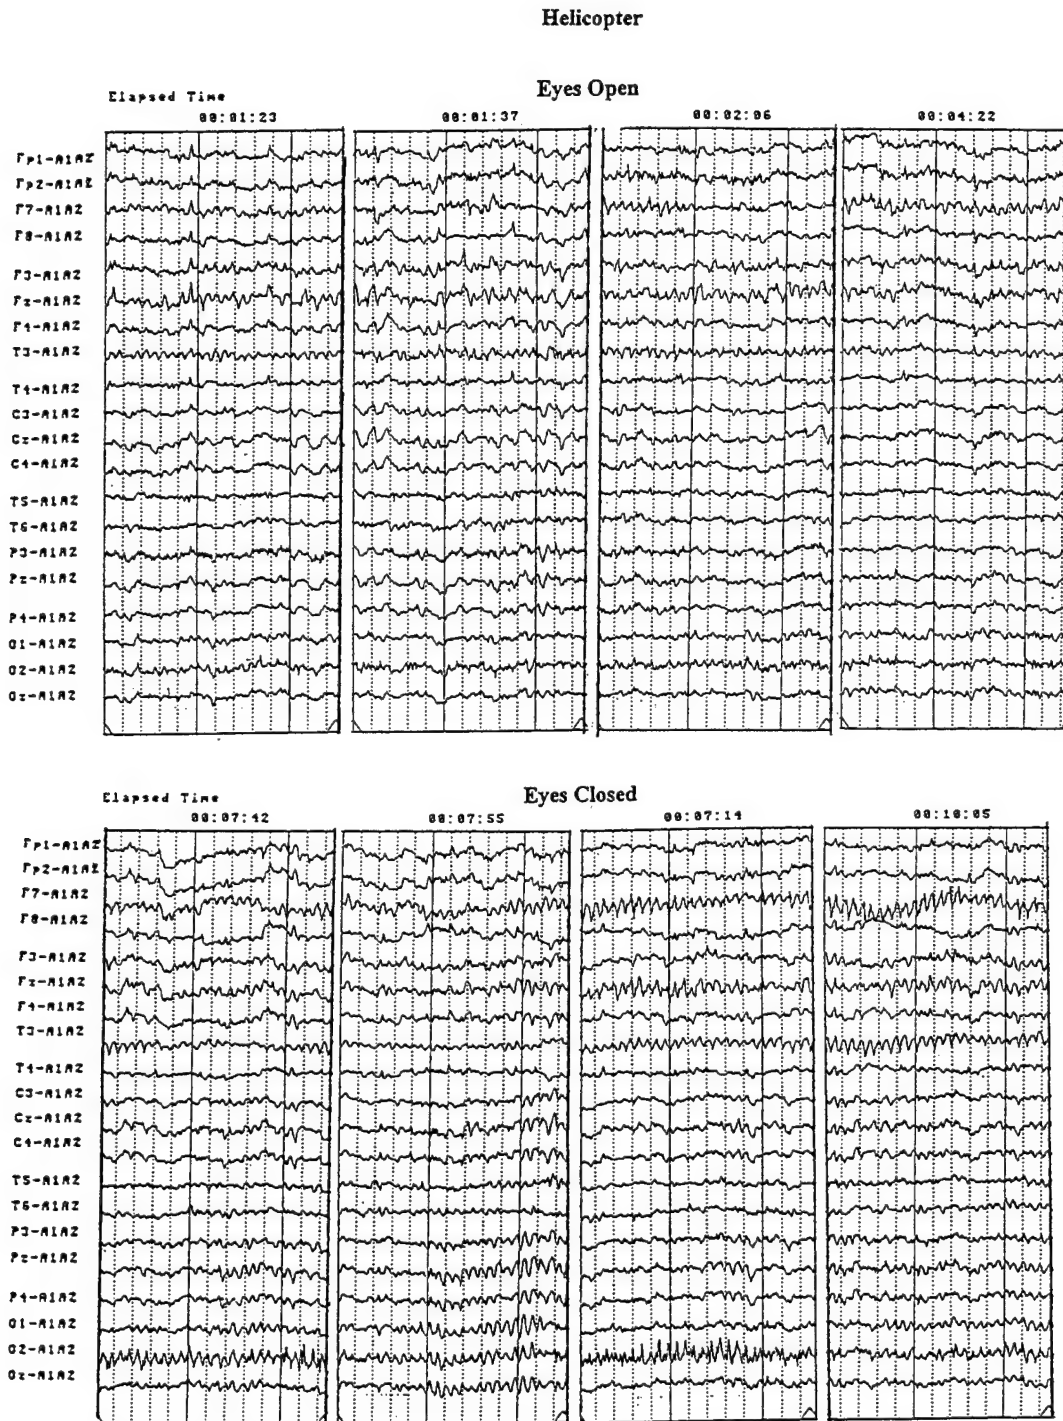 Helicopter
Eyes Open
Elapsed Time
00:01:23 00:01:37 00:02:06 00:04:22
Fp1-A1A2
Fp2-A1A2
F7-A1A2
F8-A1A2
F3-A1A2
Fz-A1A2
F4-A1A2
T3-A1A2
T4-A1A2
C3-A1A2
Cz-A1A2
C4-A1A2
T5-A1A2
T6-A1A2
P3-A1A2
Pz-A1A2
P4-A1A2
O1-A1A2
O2-A1A2
Oz-A1A2
Elapsed Time
Eyes Closed
00:07:42 00:07:55 00:07:14 00:10:05
Fp1-A1A2
Fp2-A1A2
F7-A1A2
F8-A1A2
F3-A1A2
Fz-A1A2
F4-A1A2
T3-A1A2
T4-A1A2
C3-A1A2
Cz-A1A2
C4-A1A2
T5-A1A2
T6-A1A2
P3-A1A2
Pz-A1A2
P4-A1A2
O1-A1A2
O2-A1A2
Oz-A1A2